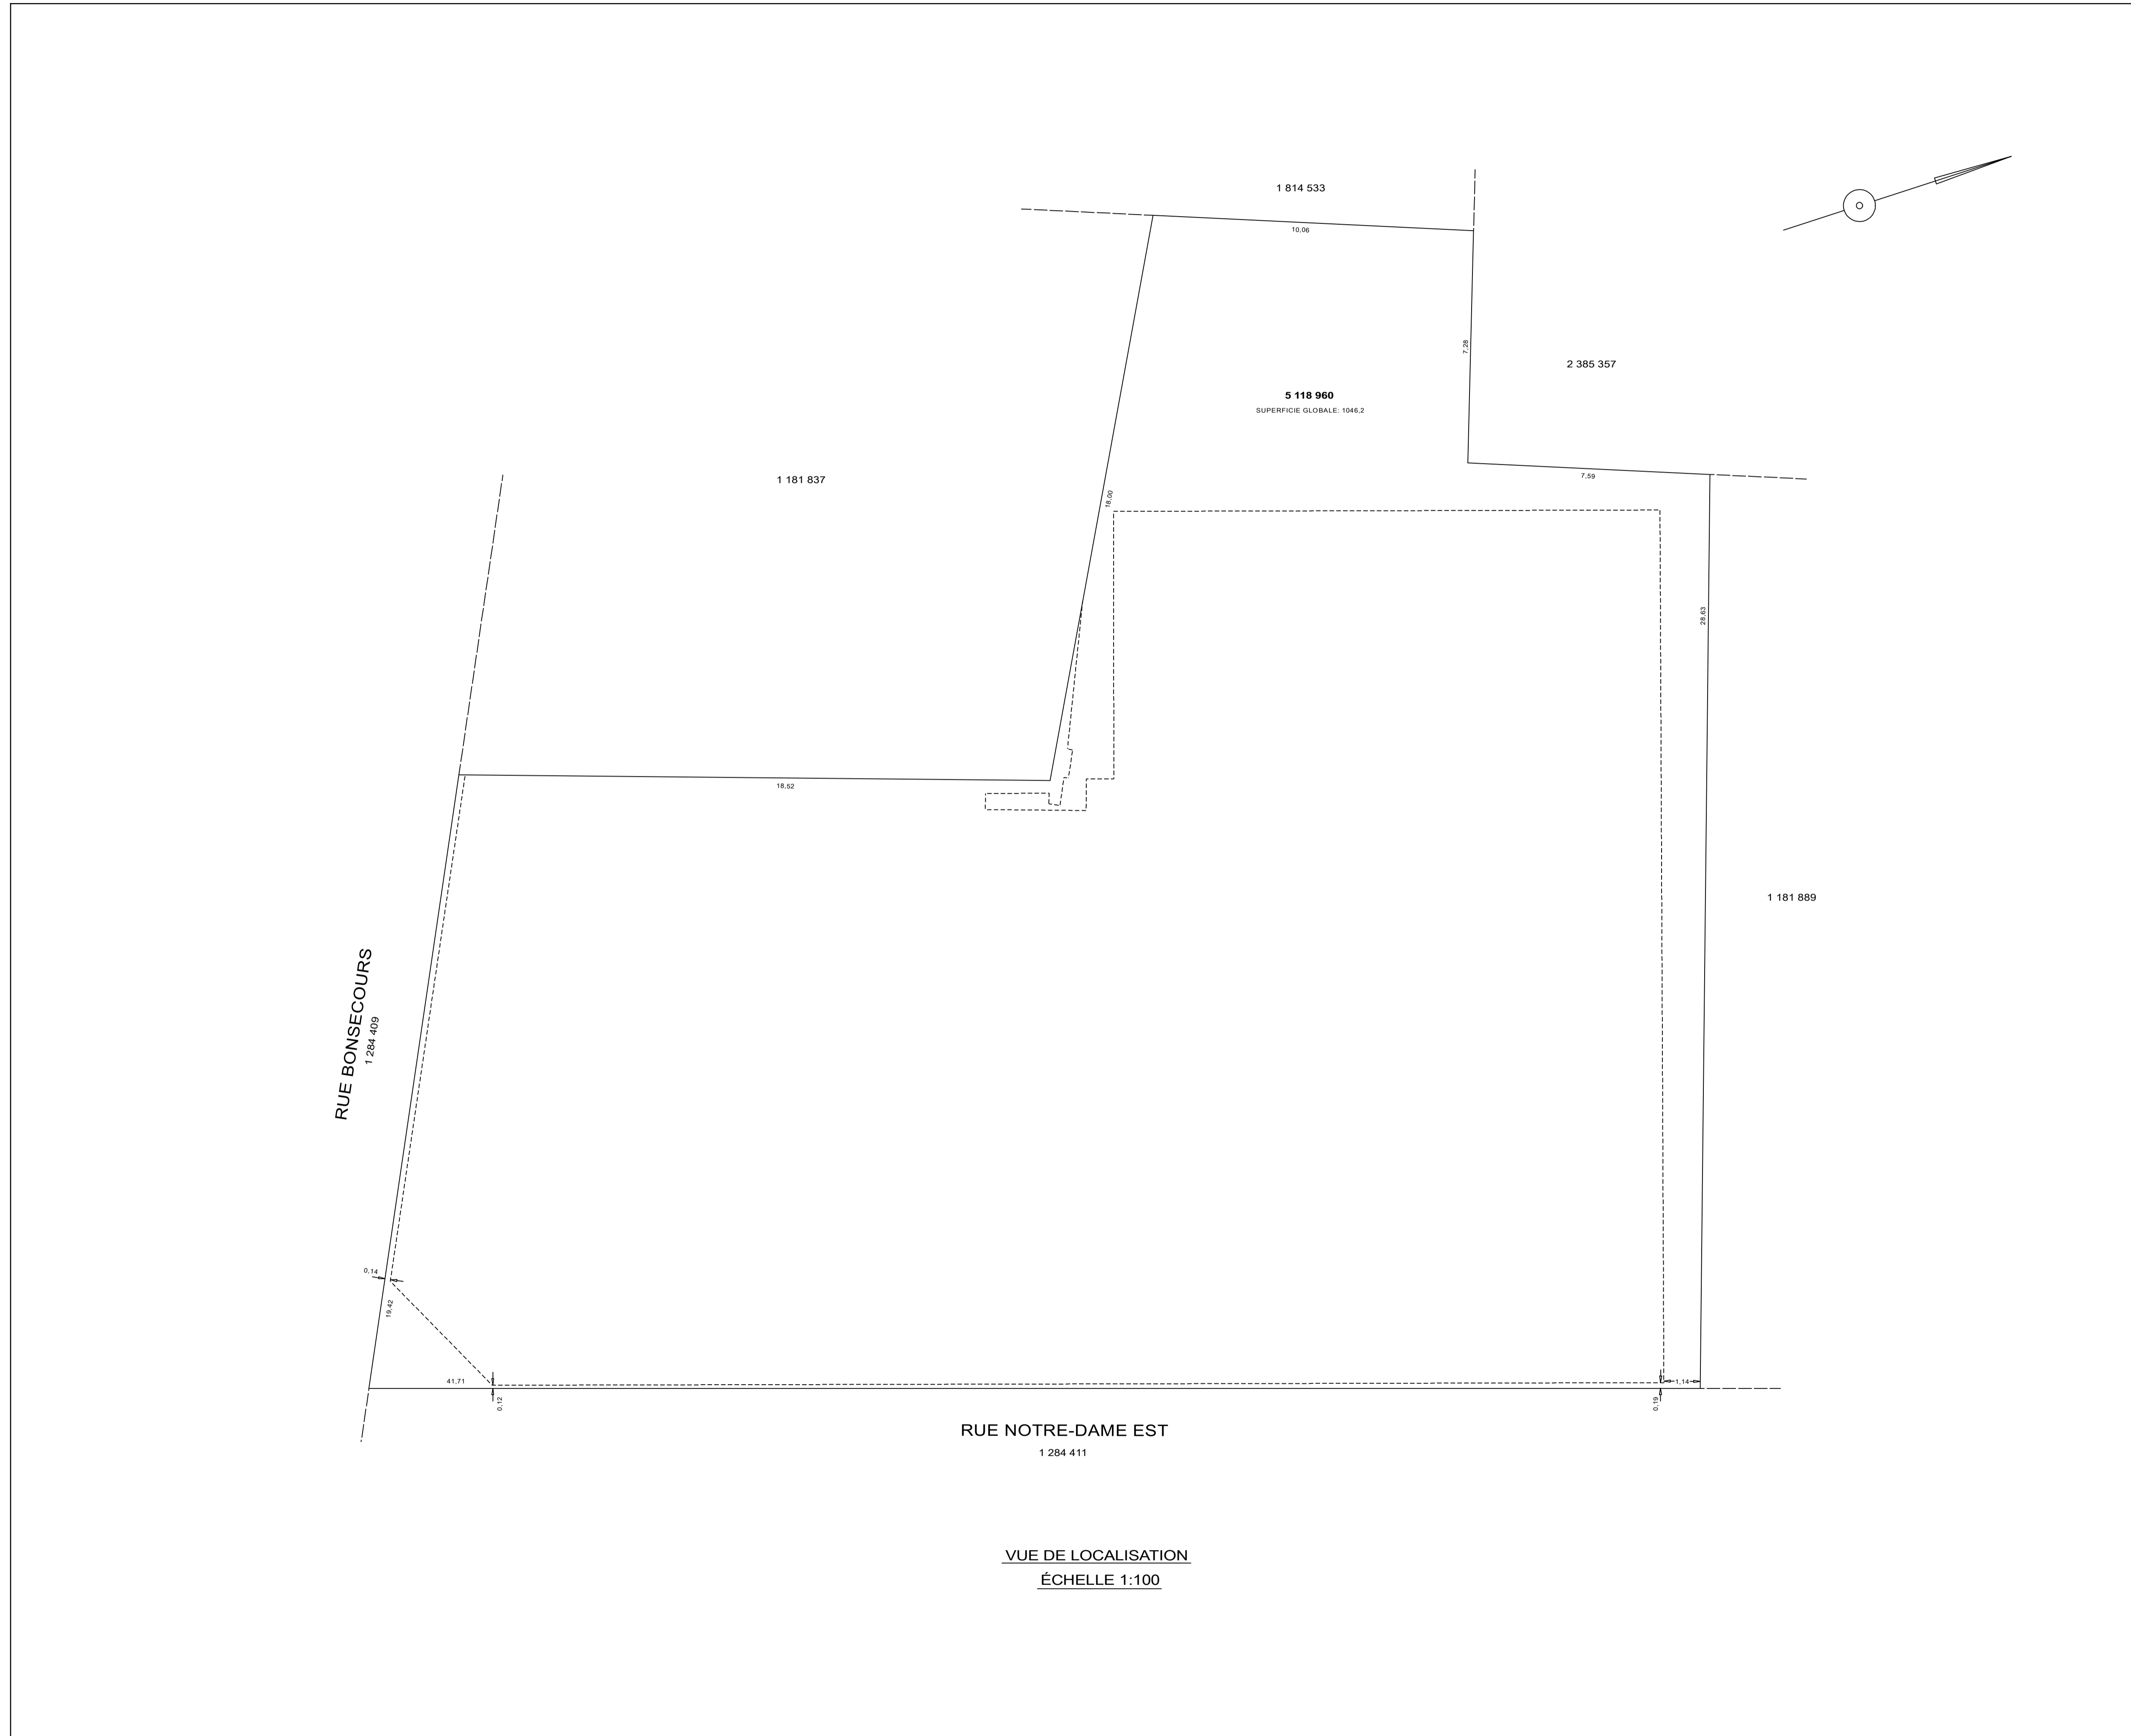 1 814 533
10,06
7,28
2 385 357
5 118 960
SUPERFICIE GLOBALE: 1046,2
7,59
1 181 837
18,00
28,63
18,52
1 181 889
RUE BONSECOURS
1 284 409
0,14
19,42
41,71
0,12
1,14
0,19
RUE NOTRE-DAME EST
1 284 411
VUE DE LOCALISATION
ÉCHELLE 1:100